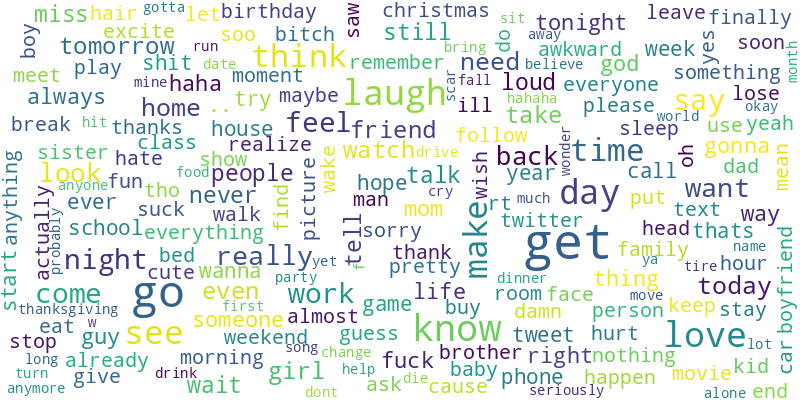 gotta
miss hair let birthday christmas saw sit tonight leave finally
boy excite soo bitch still do away awkward week yes soon month
tomorrow run think bring
shit date remember need god something
meet play moment believe
always haha try maybe laugh scar fall loud everyone say lose
mine home .. ill hahaha take please world okay
break hit thanks house feel friend follow sleep use yeah
class realize watch drive back wonder time oh gonna mean
sister hate show wake wish year call dad
look people picture hope talk day want
anything anyone fun tho food find man cry rt much put text way
ever never mom make twitter head
actually suck walk tell sorry get thats boyfriend
school everything name
start probably night bed really yet thank family ya hour
cute wanna f pretty dinner thing tire today
come go even party work life room face move keep stay car
thanksgiving first almost game buy damn person
w someone know love lot
eat see guess tweet hurt
stop guy weekend song brother right nothing
long already morning change fuck movie kid
turn give drink girl help baby phone happen
anymore wait dont ask die cause seriously alone end